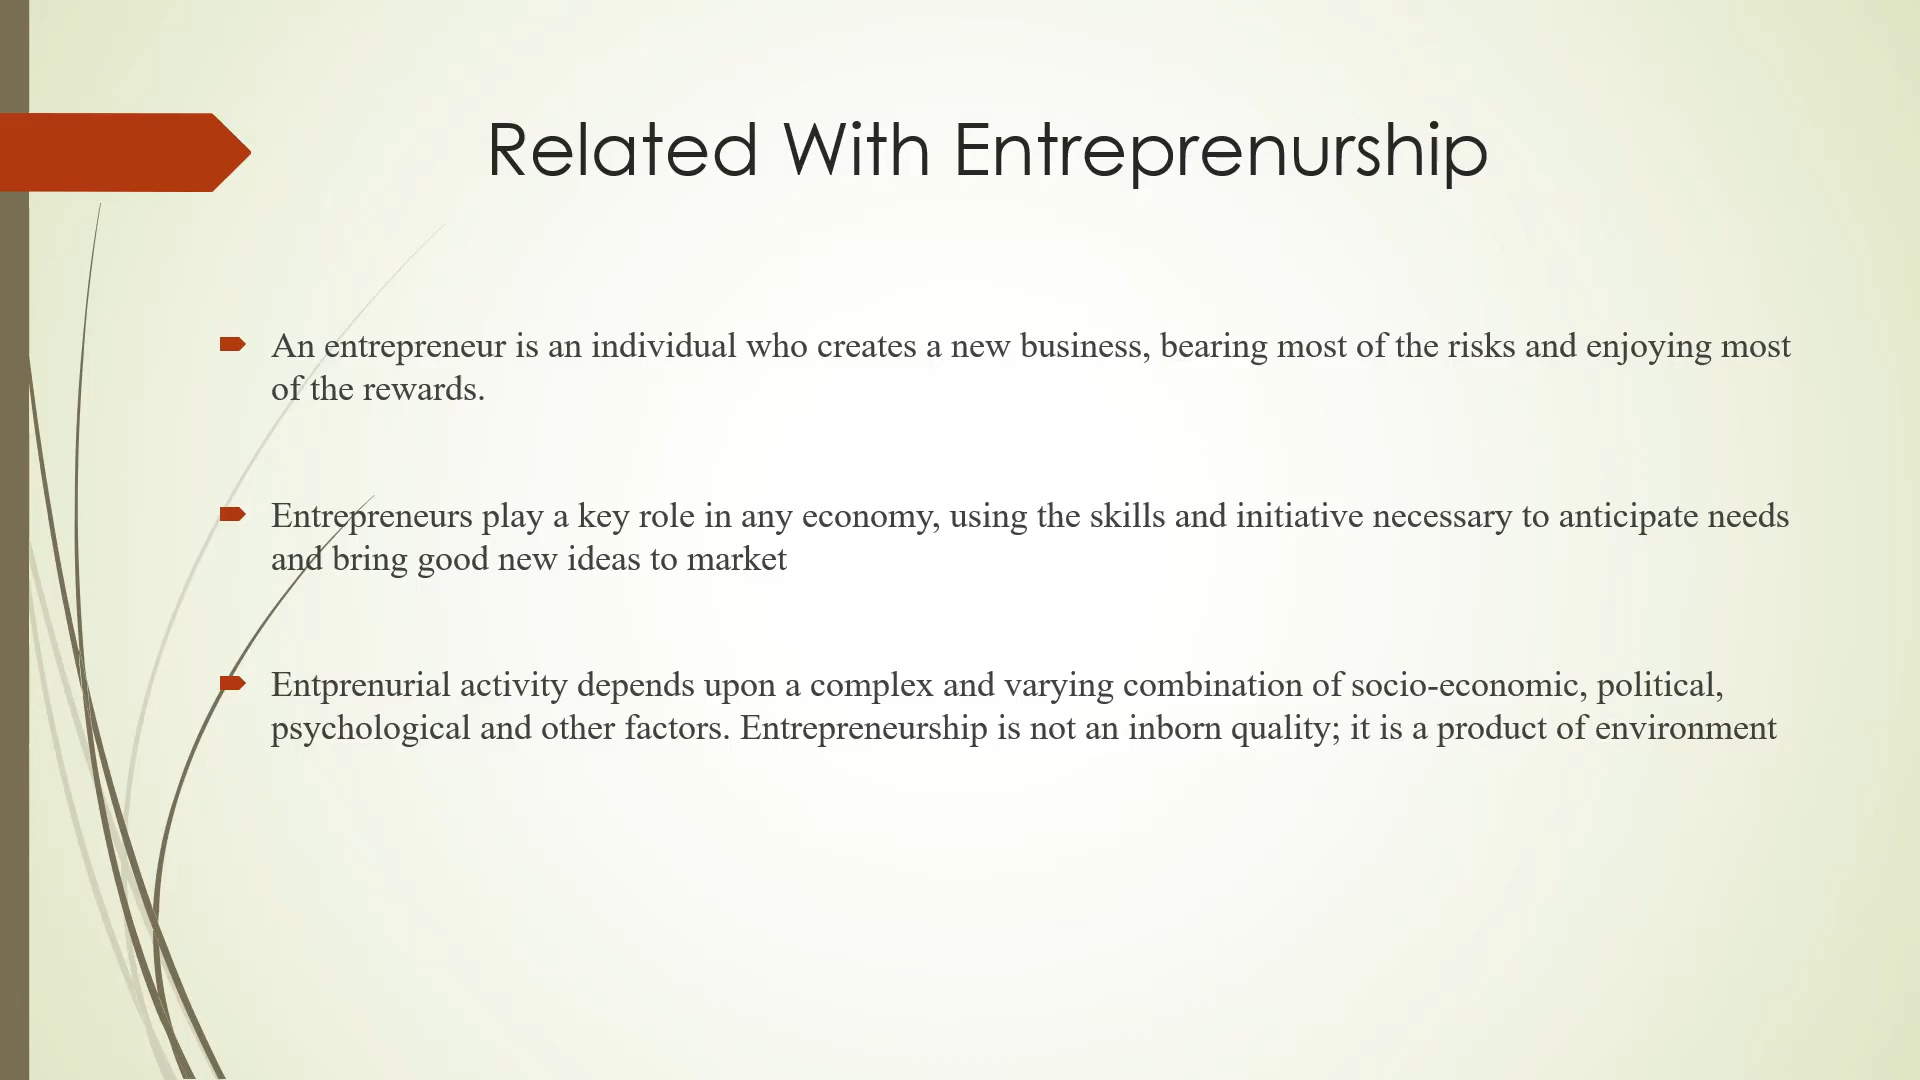 Related With Entreprenurship
An entrepreneur is an individual who creates a new business, bearing most of the risks and enjoying most
of the rewards.
Entrepreneurs play a key role in any economy, using the skills and initiative necessary to anticipate needs
and bring good new ideas to market
Entprenurial activity depends upon a complex and varying combination of socio-economic, political,
psychological and other factors. Entrepreneurship is not an inborn quality; it is a product of environment